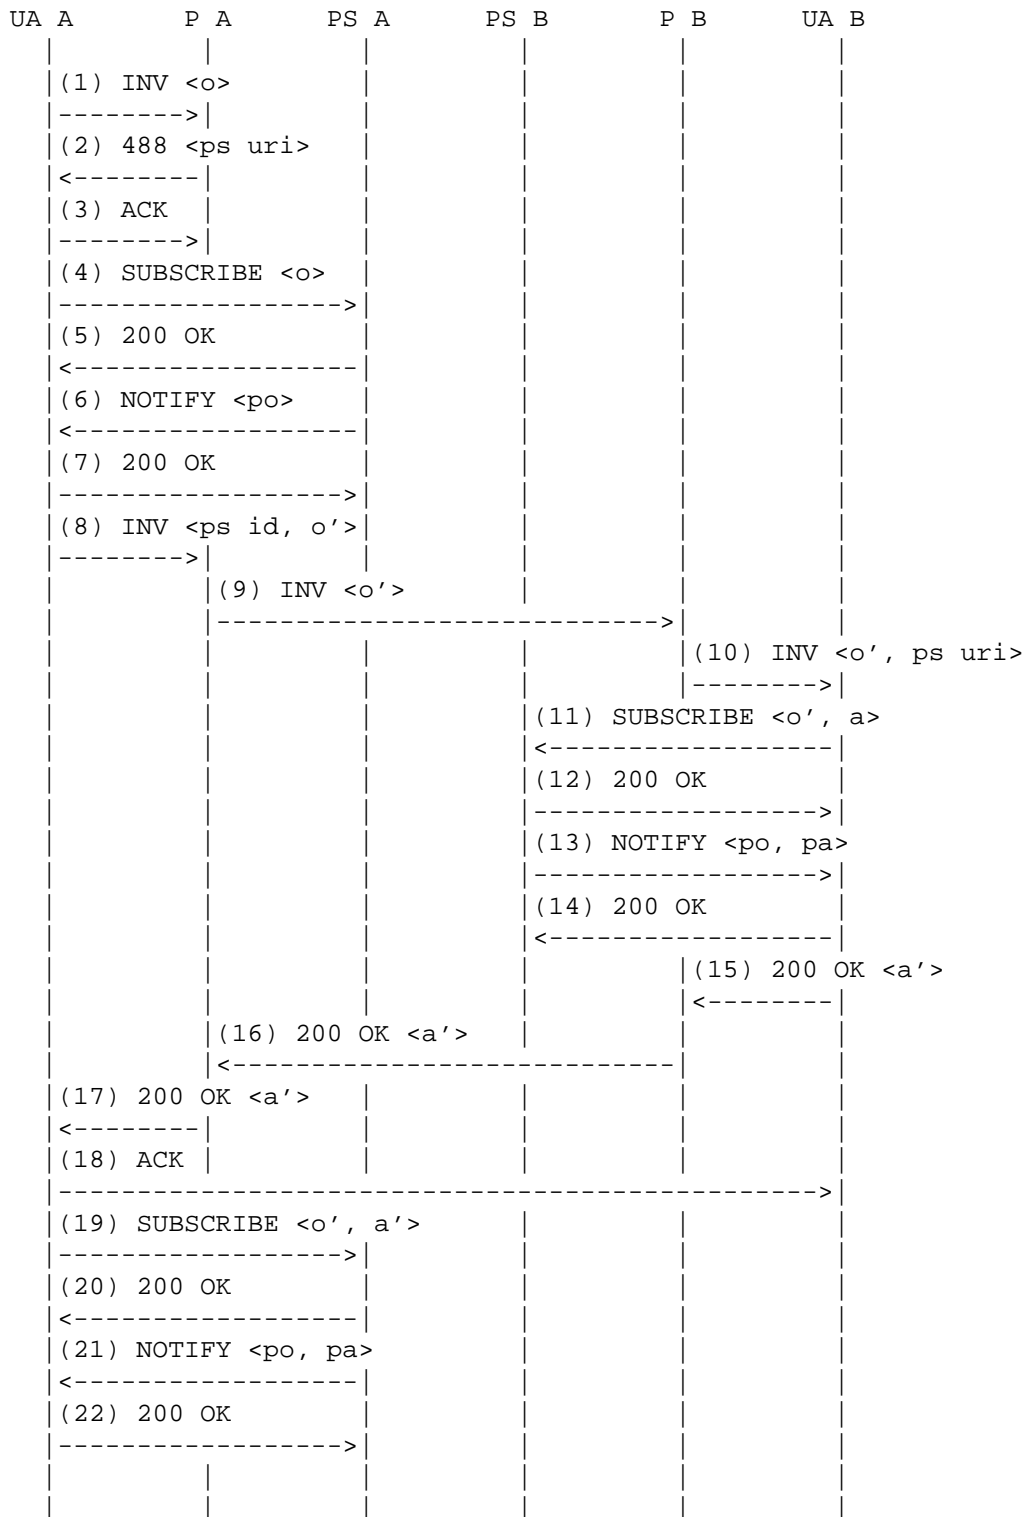 UA A P A PS A PS B P B UA B
(1) INV <o>
(2) 488 <ps uri>
(3) ACK
(4) SUBSCRIBE <o>
(5) 200 OK
(6) NOTIFY <po>
(7) 200 OK
(8) INV <ps id, o'>
(9) INV <o'>
(10) INV <o', ps uri>
(11) SUBSCRIBE <o', a>
(12) 200 OK
(13) NOTIFY <po, pa>
(14) 200 OK
(15) 200 OK <a'>
(16) 200 OK <a'>
(17) 200 OK <a'>
(18) ACK
(19) SUBSCRIBE <o', a'>
(20) 200 OK
(21) NOTIFY <po, pa>
(22) 200 OK